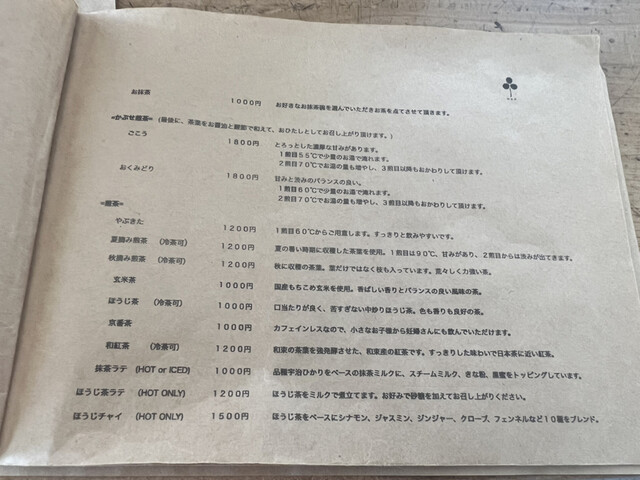 お抹茶 1000円 お好きなお抹茶碗を選んでいただきお茶を点てさせて頂きます。
=かぶせ煎茶= (最後に、茶葉をお醤油と鰹節で和えて、おひたしとしてお召し上がり頂けます。)
ごこう 1800円 とろっとした濃厚な甘みがあります。
1煎目55℃で少量のお湯で淹れます。
2煎目70℃でお湯の量も増やし、3煎目以降もおかわりして頂けます。
おくみどり 1800円 甘みと渋みのバランスの良い。
1煎目60℃で少量のお湯で淹れます。
2煎目70℃でお湯の量も増やし、3煎目以降もおかわりして頂けます。
=煎茶=
やぶきた 1200円 1煎目60℃からご用意します。すっきりと飲みやすいです。
夏摘み煎茶 (冷茶可) 1200円 夏の暑い時期に収穫した茶葉を使用。1煎目は90℃、甘みがあり、2煎目からは渋みが出てきます。
秋摘み煎茶 (冷茶可) 1200円 秋に収穫の茶葉。葉だけではなく枝も入っています。荒々しく力強い茶。
玄米茶 1000円 国産もちごめ玄米を使用。香ばしい香りとバランスの良い風味の茶。
ほうじ茶 (冷茶可) 1000円 口当たりが良く、苦すぎない中炒りほうじ茶。色も香りも良好の茶。
京番茶 1000円 カフェインレスなので、小さなお子様から妊婦さんにも飲んでいただけます。
和紅茶 (冷茶可) 1200円 和束の茶葉を強発酵させた、和束産の紅茶です。すっきりした味わいで日本茶に近い紅茶。
抹茶ラテ (HOT or ICED) 1000円 品種宇治ひかりをベースの抹茶ミルクに、スチームミルク、きな粉、黒蜜をトッピングしています。
ほうじ茶ラテ (HOT ONLY) 1200円 ほうじ茶をミルクで煮立てます。お好みで砂糖を加えてお召し上がりください。
ほうじチャイ (HOT ONLY) 1500円 ほうじ茶をベースにシナモン、ジャスミン、ジンジャー、クローブ、フェンネルなど10種をブレンド。